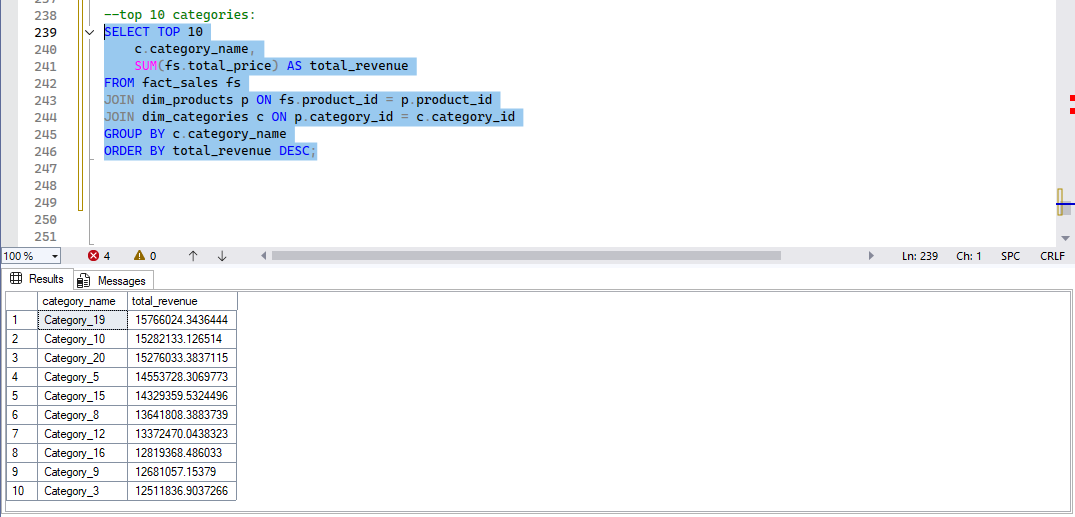 237
238 --top 10 categories:
239 SELECT TOP 10
240 c.category_name,
241 SUM(fs.total_price) AS total_revenue
242 FROM fact_sales fs
243 JOIN dim_products p ON fs.product_id = p.product_id
244 JOIN dim_categories c ON p.category_id = c.category_id
245 GROUP BY c.category_name
246 ORDER BY total_revenue DESC;
247
248
249
250
251
100 % 4 0 Ln: 239 Ch: 1 SPC CRLF
Results Messages
category_name total_revenue
1 Category_19 15766024.3436444
2 Category_10 15282133.126514
3 Category_20 15276033.3837115
4 Category_5 14553728.3069773
5 Category_15 14329359.5324496
6 Category_8 13641808.3883739
7 Category_12 13372470.0438323
8 Category_16 12819368.486033
9 Category_9 12681057.15379
10 Category_3 12511836.9037266